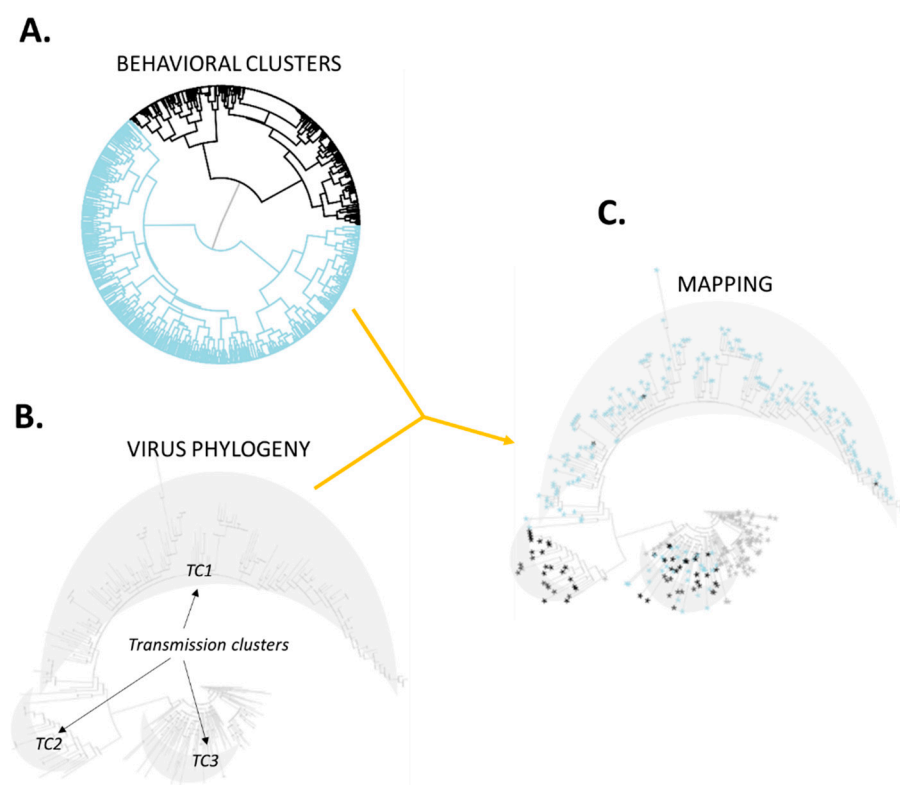 A.
BEHAVIORAL CLUSTERS
B.
VIRUS PHYLOGENY
TC1
Transmission clusters
TC2
TC3
C.
MAPPING